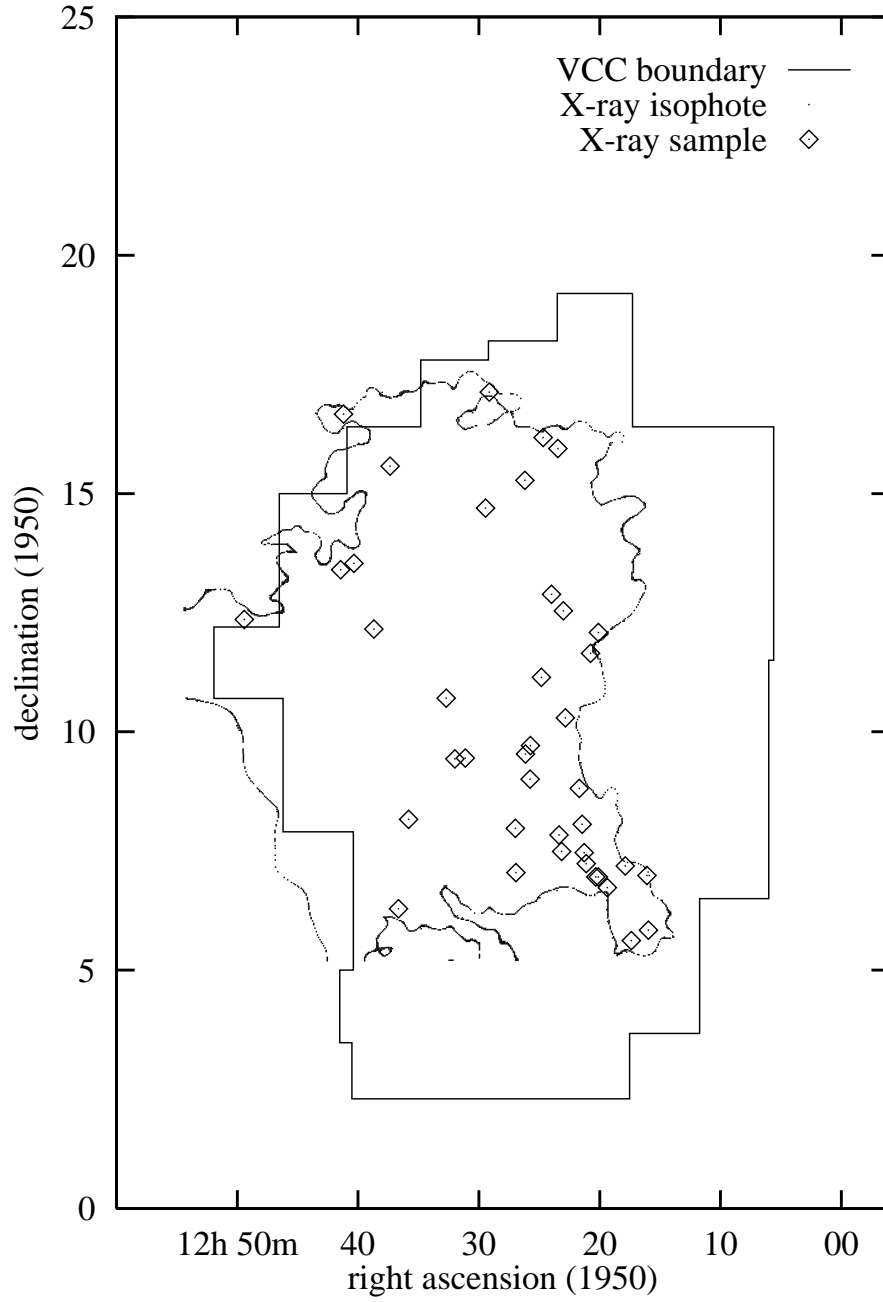 25
VCC boundary
X-ray isophote
X-ray sample
20
15
declination (1950)
10
5
0
12h 50m 40 30 20 10 00
right ascension (1950)